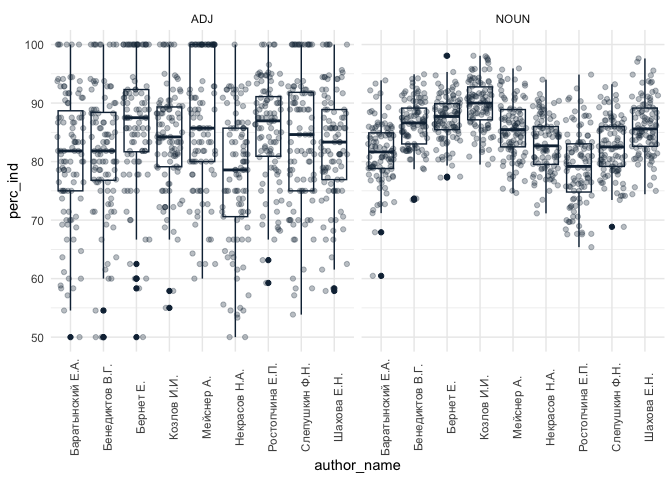 ADJ
NOUN
100
90
80
70
60
50
perc_ind
Баратынский Е.А.
Бенедиктов В.Г.
Бернет Е.
Козлов И.И.
Мейснер А.
Некрасов Н.А.
Ростопчина Е.П.
Слепушкин Ф.Н.
Шахова Е.Н.
Баратынский Е.А.
Бенедиктов В.Г.
Бернет Е.
Козлов И.И.
Мейснер А.
Некрасов Н.А.
Ростопчина Е.П.
Слепушкин Ф.Н.
Шахова Е.Н.
author_name